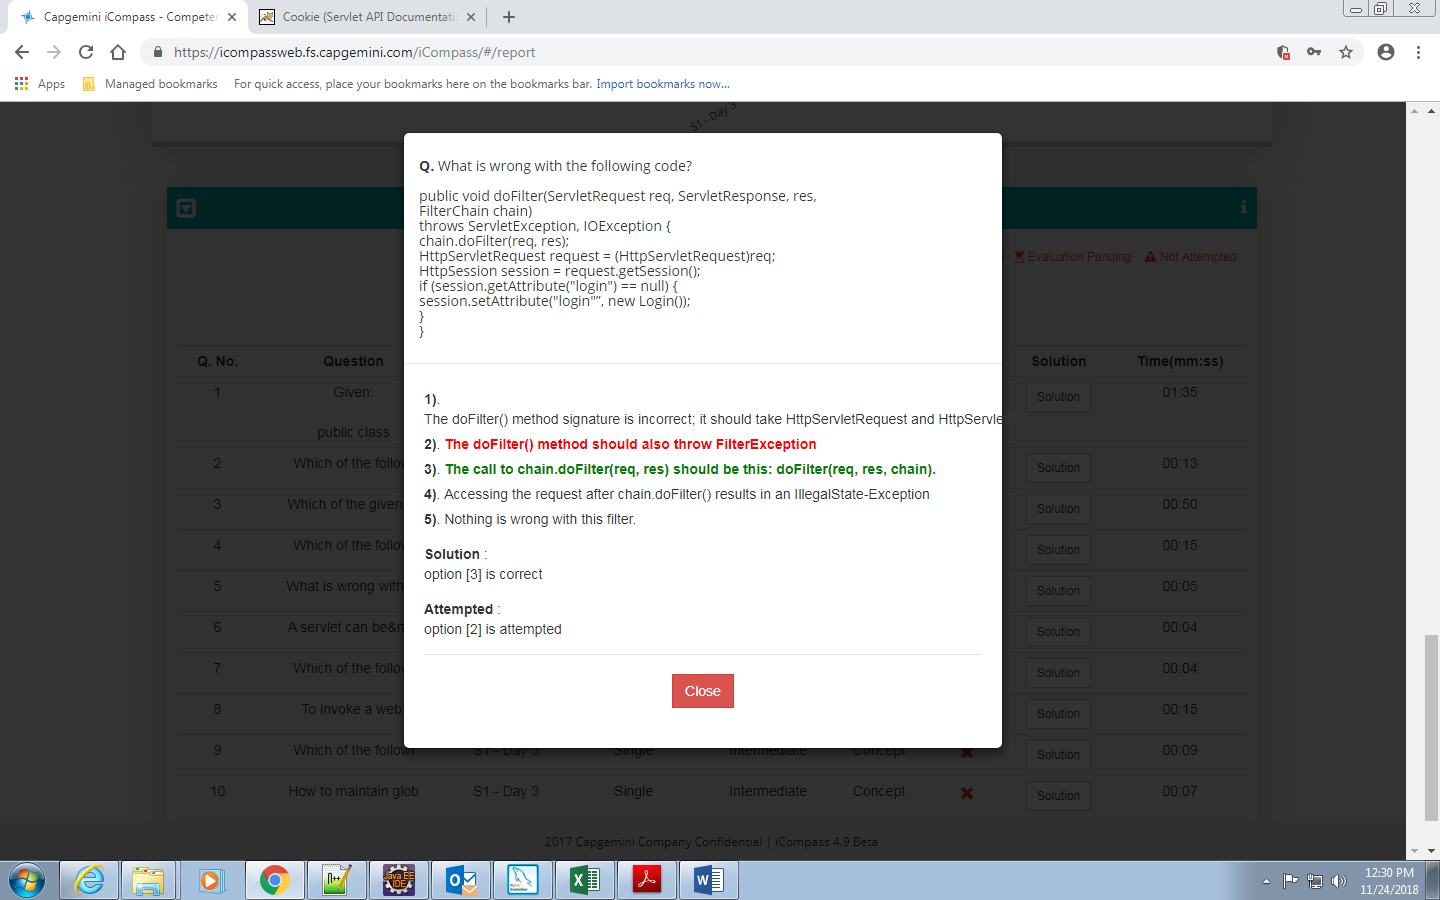 Capgemini iCompass - Competen
Cookie (Servlet API Documentati
https://icompassweb.fs.capgemini.com/iCompass/#/report
Apps
Managed bookmarks
For quick access, place your bookmarks here on the bookmarks bar. Import bookmarks now...
S1 - Day 3
Q. What is wrong with the following code?
public void doFilter(ServletRequest req, ServletResponse, res,
FilterChain chain)
throws ServletException, IOException {
chain.doFilter(req, res);
HttpServletRequest request = (HttpServletRequest)req;
HttpSession session = request.getSession();
if (session.getAttribute("login") == null) {
session.setAttribute("login"”, new Login());
}
}
Evaluation Pending Not Attempted
Q. No. Question Solution Time(mm:ss)
1 Given: Solution 01:35
public class
2 Which of the follow Solution 00:13
3 Which of the given Solution 00:50
4 Which of the follow Solution 00:15
5 What is wrong with Solution 00:05
6 A servlet can be&n Solution 00:04
7 Which of the follow Solution 00:04
8 To invoke a web Solution 00:15
9 Which of the followi S1 - Day 3 Single Intermediate Concept Solution 00:09
10 How to maintain glob S1 - Day 3 Single Intermediate Concept Solution 00:07
1).
The doFilter() method signature is incorrect; it should take HttpServletRequest and HttpServle
2). The doFilter() method should also throw FilterException
3). The call to chain.doFilter(req, res) should be this: doFilter(req, res, chain).
4). Accessing the request after chain.doFilter() results in an IllegalState-Exception
5). Nothing is wrong with this filter.
Solution :
option [3] is correct
Attempted :
option [2] is attempted
Close
2017 Capgemini Company Confidential | iCompass 4.9 Beta
12:30 PM
11/24/2018